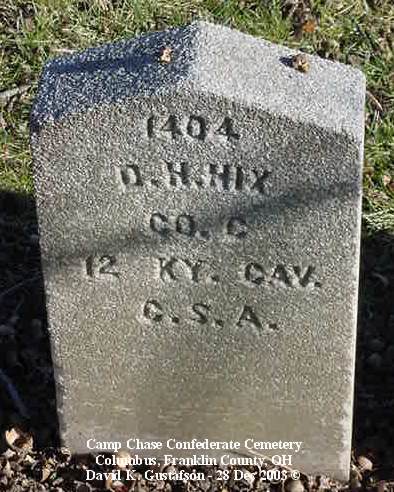 1404
D.H.HIX
CO. C
12 KY. CAV.
C.S.A.
Camp Chase Confederate Cemetery
Columbus, Franklin County, OH
David K. Gustafson - 28 Dec 2003 ©